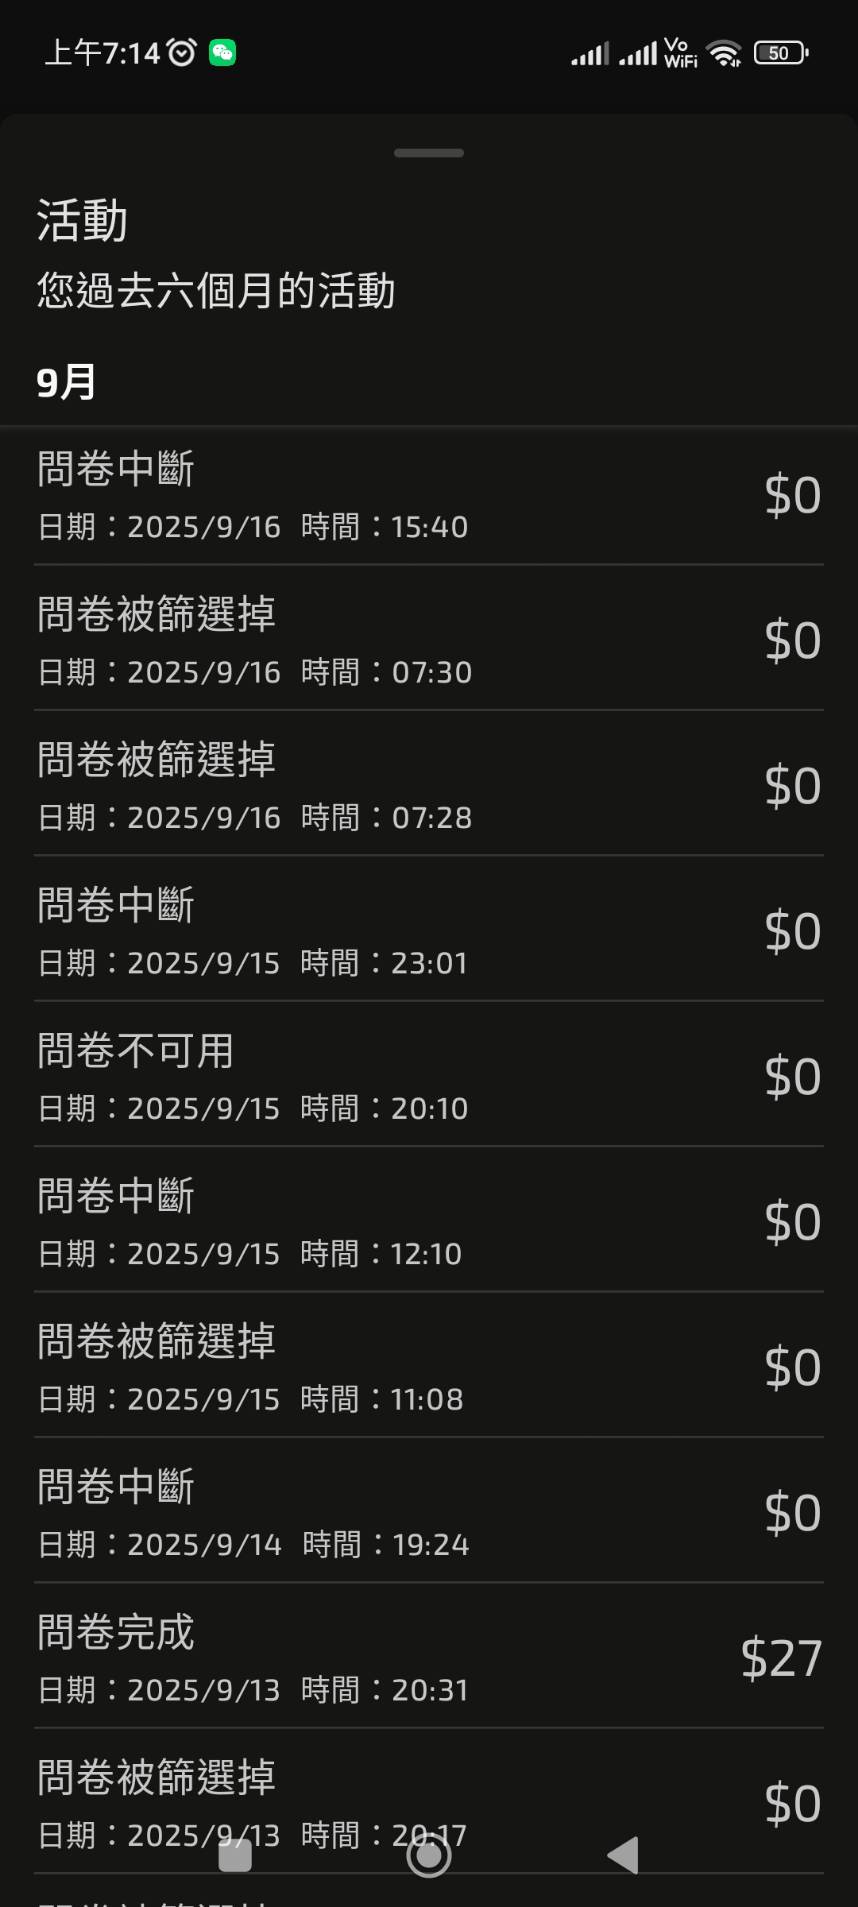 上午7:14
Vo
WiFi
50
活動
您過去六個月的活動
9月
問卷中斷
$0
日期：2025/9/16 時間：15:40
問卷被篩選掉
$0
日期：2025/9/16 時間：07:30
問卷被篩選掉
$0
日期：2025/9/16 時間：07:28
問卷中斷
$0
日期：2025/9/15 時間：23:01
問卷不可用
$0
日期：2025/9/15 時間：20:10
問卷中斷
$0
日期：2025/9/15 時間：12:10
問卷被篩選掉
$0
日期：2025/9/15 時間：11:08
問卷中斷
$0
日期：2025/9/14 時間：19:24
問卷完成
$27
日期：2025/9/13 時間：20:31
問卷被篩選掉
$0
日期：2025/9/13 時間：20:17